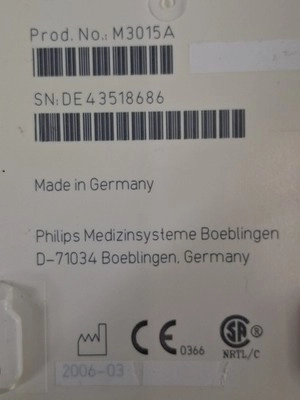 Prod. No.: M3015A
SN:DE43518686
Made in Germany
Philips Medizinsysteme Boeblingen
D-71034 Boeblingen, Germany
CE 0366
SA ®
NRTL/C
2006-03